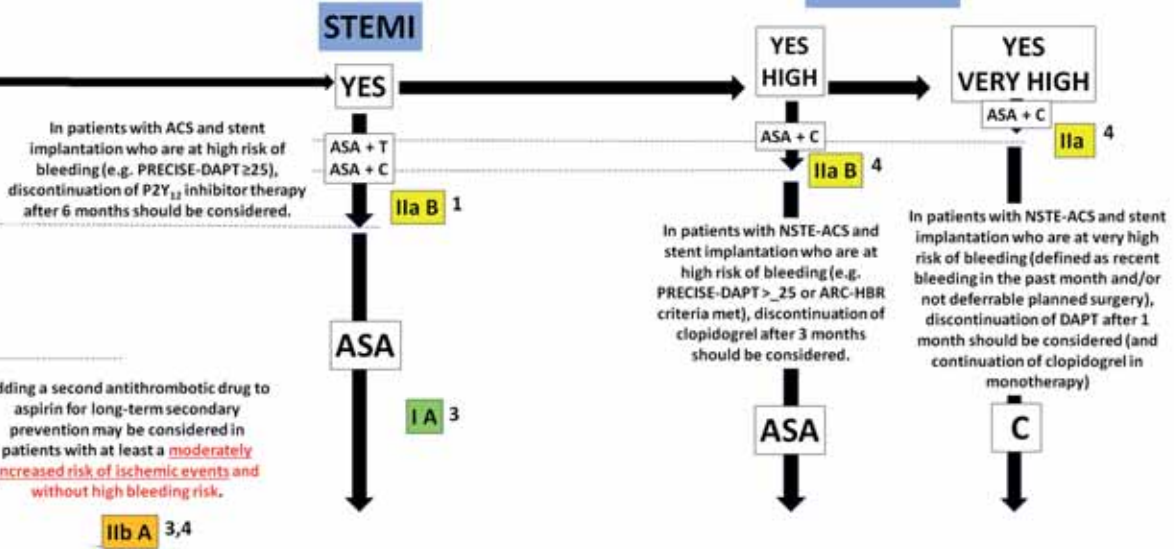 STEMI
YES
YES
HIGH
YES
VERY HIGH
In patients with ACS and stent
implantation who are at high risk of
bleeding (e.g. PRECISE-DAPT ≥25),
discontinuation of P2Y₁₂ inhibitor therapy
after 6 months should be considered.
ASA + T
ASA + C
IIa B 1
ASA + C
IIa B 4
ASA + C
IIa 4
In patients with NSTE-ACS and
stent implantation who are at
high risk of bleeding (e.g.
PRECISE-DAPT >_25 or ARC-HBR
criteria met), discontinuation of
clopidogrel after 3 months
should be considered.
In patients with NSTE-ACS and stent
implantation who are at very high
risk of bleeding (defined as recent
bleeding in the past month and/or
not deferrable planned surgery),
discontinuation of DAPT after 1
month should be considered (and
continuation of clopidogrel in
monotherapy)
ASA
dding a second antithrombotic drug to
aspirin for long-term secondary
prevention may be considered in
patients with at least a moderately
ncreased risk of ischemic events and
without high bleeding risk.
I A 3
ASA
C
IIb A 3,4